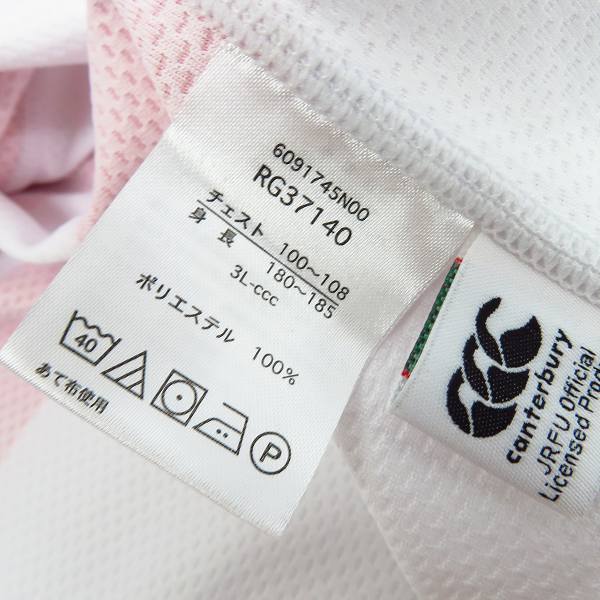 6091745N00
RG37140
チェスト 100～108
身長 180～185
3L-ccc
ポリエステル 100%
40
P
あて布使用
canterbury
JRFU Official
Licensed Produ